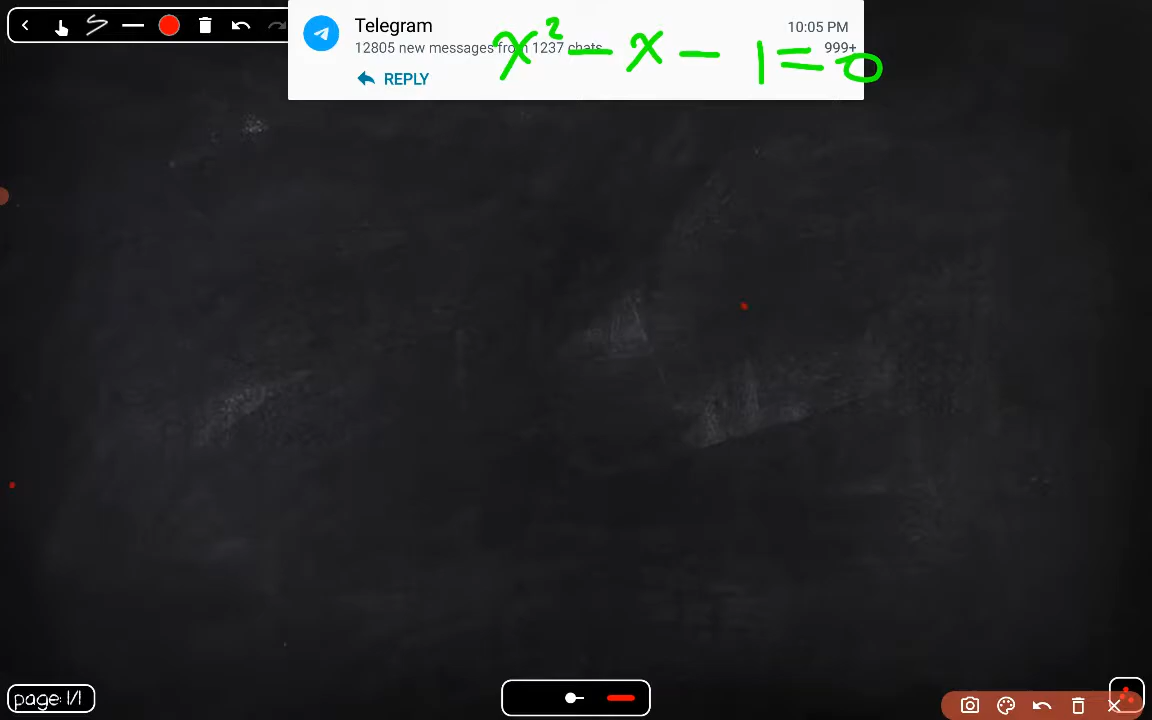 Telegram 10:05 PM
12805 new messages from 1237 chats 999+
REPLY
x² - x - 1 = 0
page: 1/1